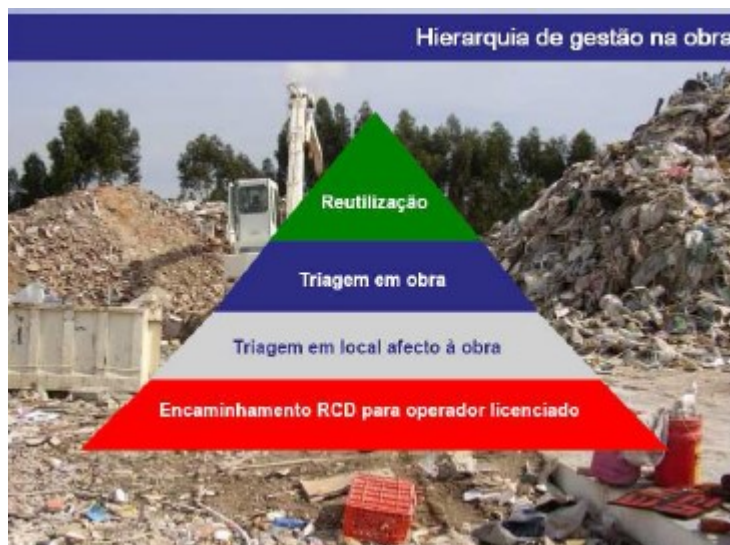 Hierarquia de gestão na obra
Reutilização
Triagem em obra
Triagem em local afecto à obra
Encaminhamento RCD para operador licenciado